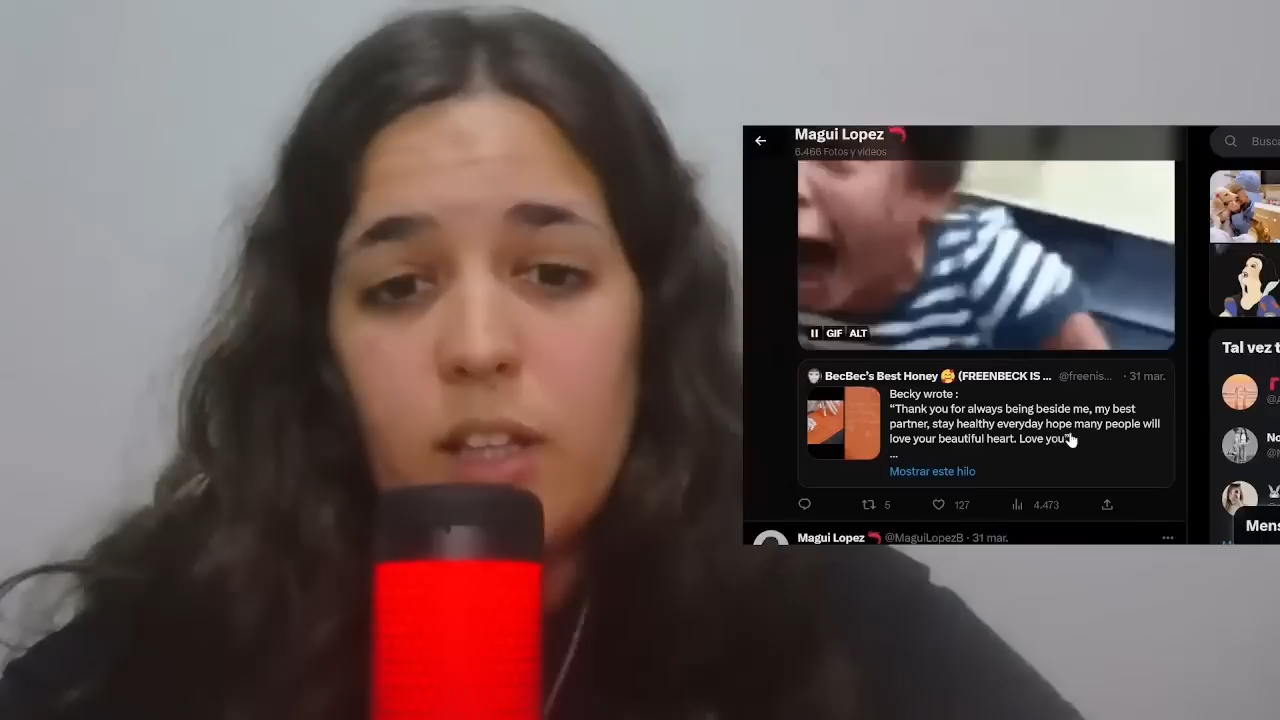 Magui Lopez
6.466 Fotos y videos
Busca
GIF ALT
BecBec's Best Honey 🥰 (FREENBECK IS ... @freenis... · 31 mar.
Becky wrote :
“Thank you for always being beside me, my best
partner, stay healthy everyday hope many people will
love your beautiful heart. Love you”
...
Mostrar este hilo
5 127 4.473
Magui Lopez @MaguiLopezB · 31 mar.
Tal vez t
No
Mens